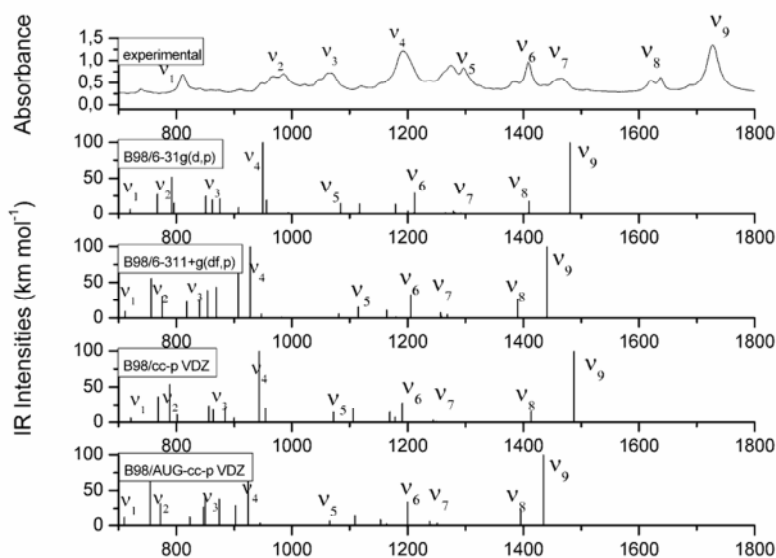 Absorbance
1,5
1,0
0,5
0,0
experimental
ν1
ν2
ν3
ν4
ν5
ν6
ν7
ν8
ν9
800 1000 1200 1400 1600 1800
IR Intensities (km mol⁻¹)
100
50
0
B98/6-31g(d,p)
ν1
ν2
ν3
ν4
ν5
ν6
ν7
ν8
ν9
800 1000 1200 1400 1600 1800
100
50
0
B98/6-311+g(df,p)
ν1
ν2
ν3
ν4
ν5
ν6
ν7
ν8
ν9
800 1000 1200 1400 1600 1800
100
50
0
B98/cc-p VDZ
ν1
ν2
ν3
ν4
ν5
ν6
ν7
ν8
ν9
800 1000 1200 1400 1600 1800
100
50
0
B98/AUG-cc-p VDZ
ν1
ν2
ν3
ν4
ν5
ν6
ν7
ν8
ν9
800 1000 1200 1400 1600 1800